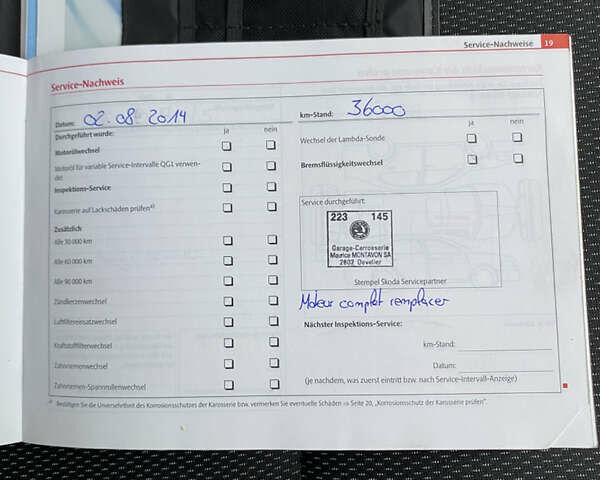 Service-Nachweise 19
Service-Nachweis
Datum: 02.08-2014
Durchgeführt wurde: ja nein
Motorölwechsel
Motoröl für variable Service-Intervalle QG1 verwen-
det
Inspektions-Service
Karosserie auf Lackschäden prüfen a)
Zusätzlich
Alle 30 000 km
Alle 60 000 km
Alle 90 000 km
Zündkerzenwechsel
Luftfiltereinsatzwechsel
Kraftstofffilterwechsel
Zahnriemenwechsel
Zahnriemen-Spannrollenwechsel
km-Stand: 36000
ja nein
Wechsel der Lambda-Sonde
Bremsflüssigkeitswechsel
Service durchgeführt:
223 145
Garage-Carrosserie
Maurice MONTAVON SA
2802 Develier
Stempel Skoda Servicepartner
Moteur complet remplacer
Nächster Inspektions-Service:
km-Stand:
Datum:
(je nachdem, was zuerst eintritt bzw. nach Service-Intervall-Anzeige)
a) Bestätigen Sie die Unversehrtheit des Korrosionsschutzes der Karosserie bzw. vermerken Sie eventuelle Schäden ⇒ Seite 20, „Korrosionsschutz der Karosserie prüfen".